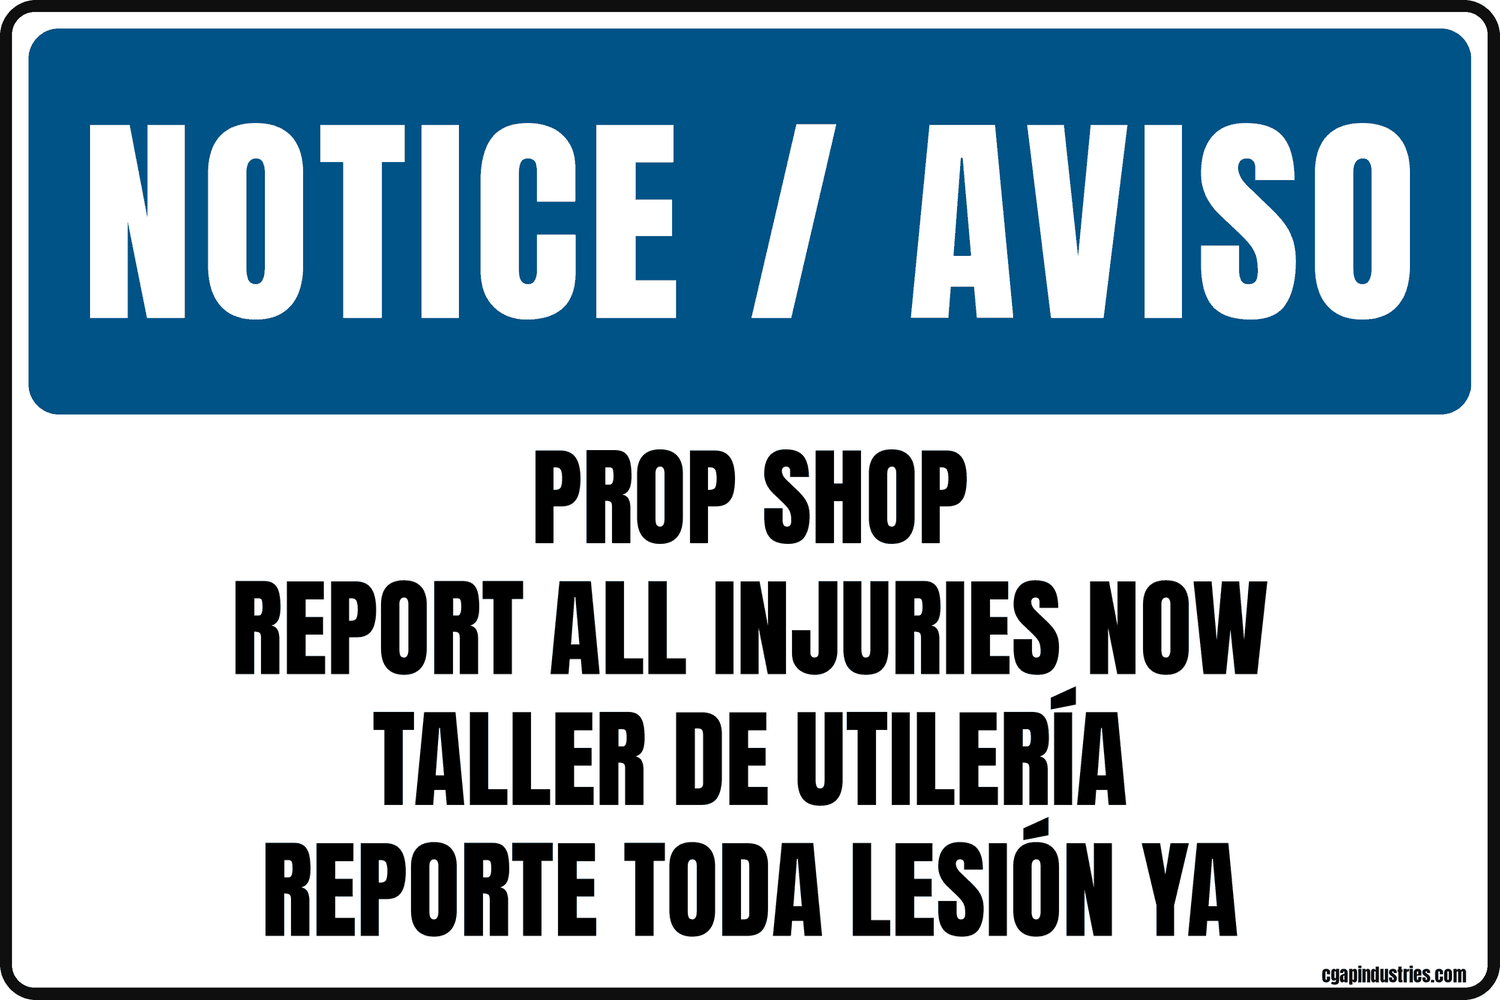 NOTICE / AVISO
PROP SHOP
REPORT ALL INJURIES NOW
TALLER DE UTILERÍA
REPORTE TODA LESIÓN YA
cgapindustries.com